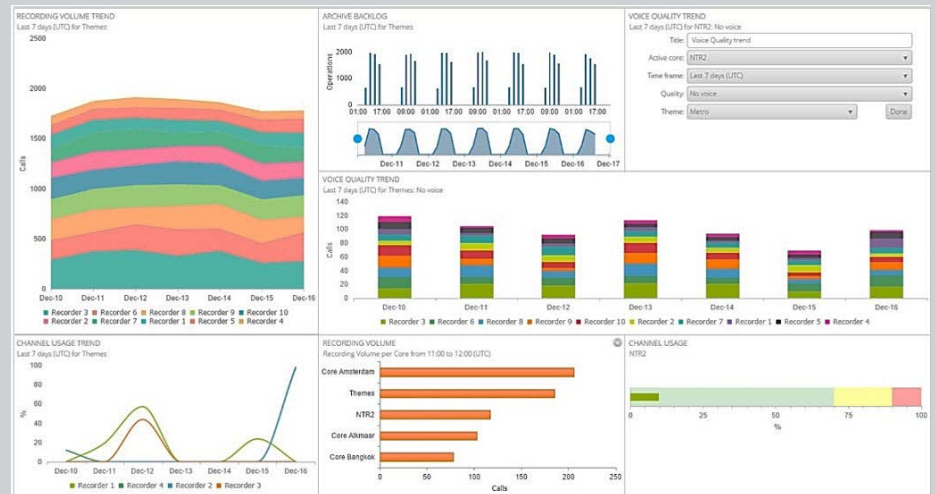 RECORDING VOLUME TREND
Last 7 days (UTC) for Themes
2500
2000
1500
1000
500
0
Calls
Dec-10 Dec-11 Dec-12 Dec-13 Dec-14 Dec-15 Dec-16
Recorder 3 Recorder 6 Recorder 8 Recorder 9 Recorder 10
Recorder 2 Recorder 7 Recorder 1 Recorder 5 Recorder 4
ARCHIVE BACKLOG
Last 7 days (UTC) for Themes
2000
1000
0
Operations
01:00 17:00 09:00 01:00 17:00 09:00 01:00 17:00 09:00 01:00 17:00
Dec-11 Dec-12 Dec-13 Dec-14 Dec-15 Dec-16 Dec-17
VOICE QUALITY TREND
Last 7 days (UTC) for NTR2: No voice
Title: Voice Quality trend
Active core: NTR2
Time frame: Last 7 days (UTC)
Quality: No voice
Theme: Metro Done
VOICE QUALITY TREND
Last 7 days (UTC) for Themes: No voice
140
120
100
80
60
40
20
0
Calls
Dec-10 Dec-11 Dec-12 Dec-13 Dec-14 Dec-15 Dec-16
Recorder 3 Recorder 6 Recorder 8 Recorder 9 Recorder 10 Recorder 2 Recorder 7 Recorder 1 Recorder 5 Recorder 4
CHANNEL USAGE TREND
Last 7 days (UTC) for Themes
100
80
60
40
20
0
%
Dec-10 Dec-11 Dec-12 Dec-13 Dec-14 Dec-15 Dec-16
Recorder 1 Recorder 4 Recorder 2 Recorder 3
RECORDING VOLUME
Recording Volume per Core from 11:00 to 12:00 (UTC)
Core Amsterdam
Themes
NTR2
Core Alkmaar
Core Bangkok
0 50 100 150 200 250
Calls
CHANNEL USAGE
NTR2
0 25 50 75 100
%